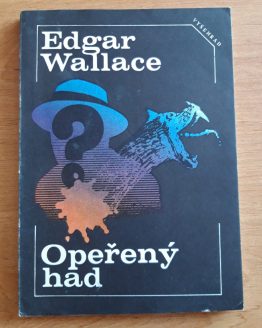 Edgar
Wallace
VYŠEHRAD
?
Opeřený
had